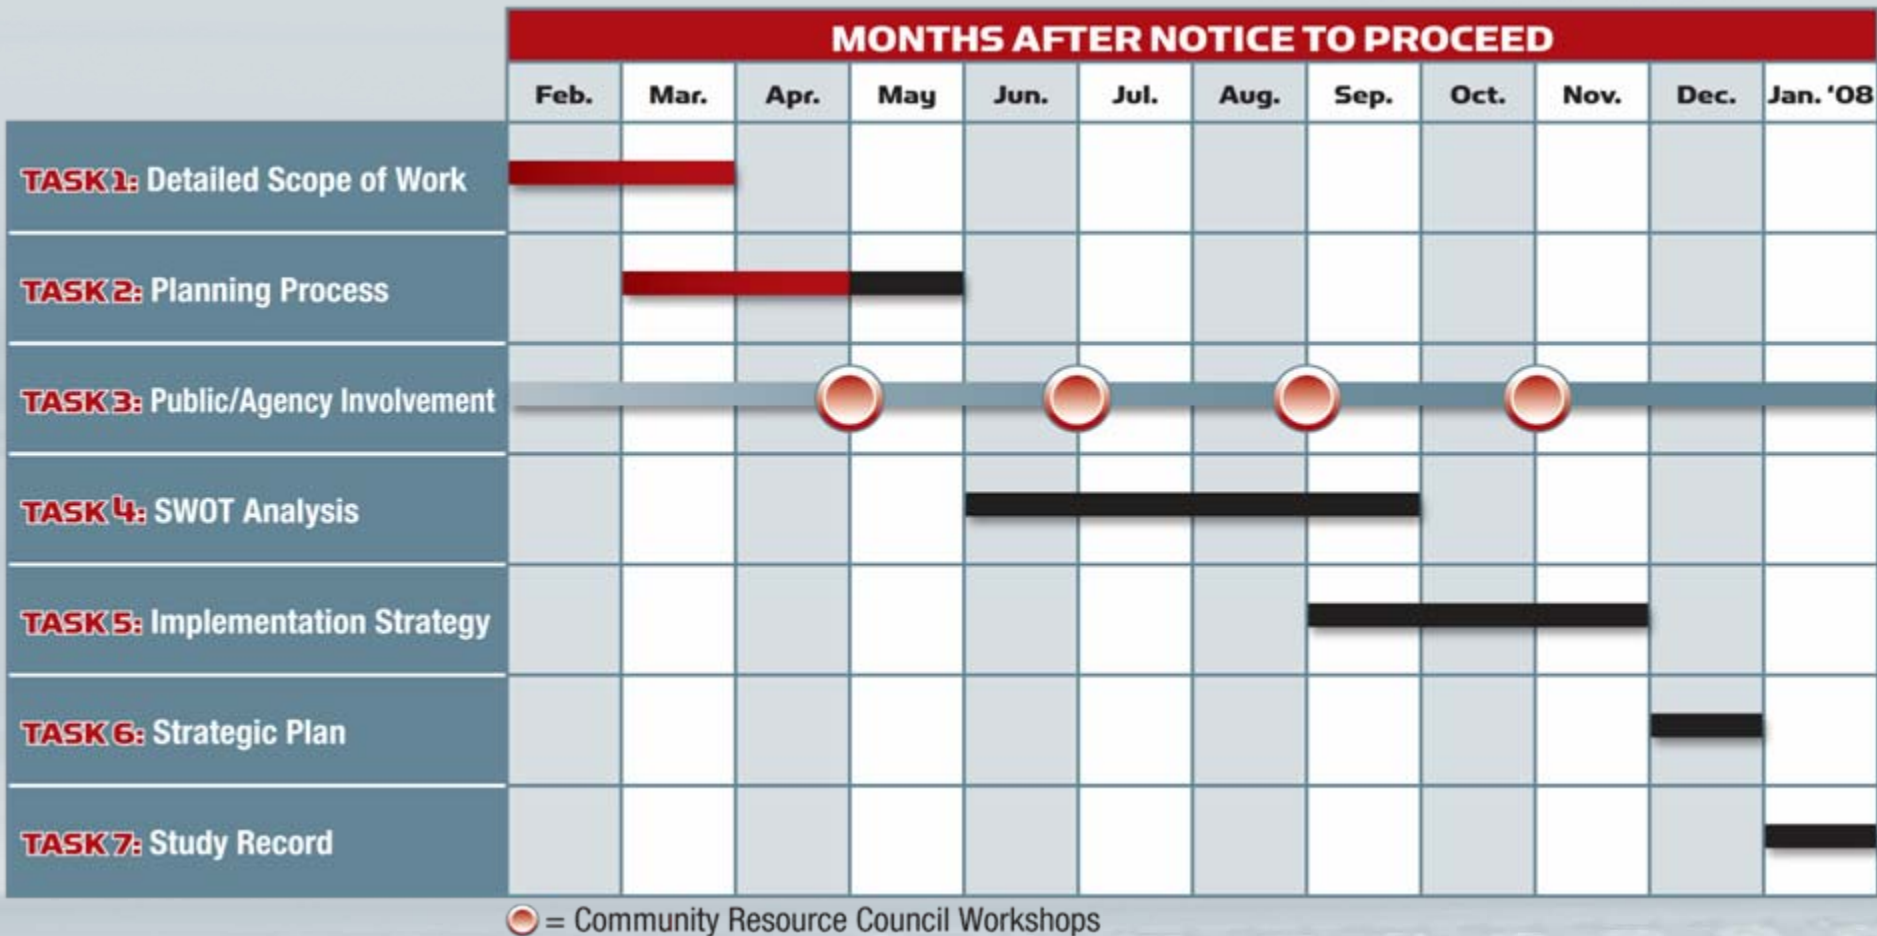 MONTHS AFTER NOTICE TO PROCEED
Feb. Mar. Apr. May Jun. Jul. Aug. Sep. Oct. Nov. Dec. Jan. ‘08
TASK 1: Detailed Scope of Work
TASK 2: Planning Process
TASK 3: Public/Agency Involvement
TASK 4: SWOT Analysis
TASK 5: Implementation Strategy
TASK 6: Strategic Plan
TASK 7: Study Record
= Community Resource Council Workshops